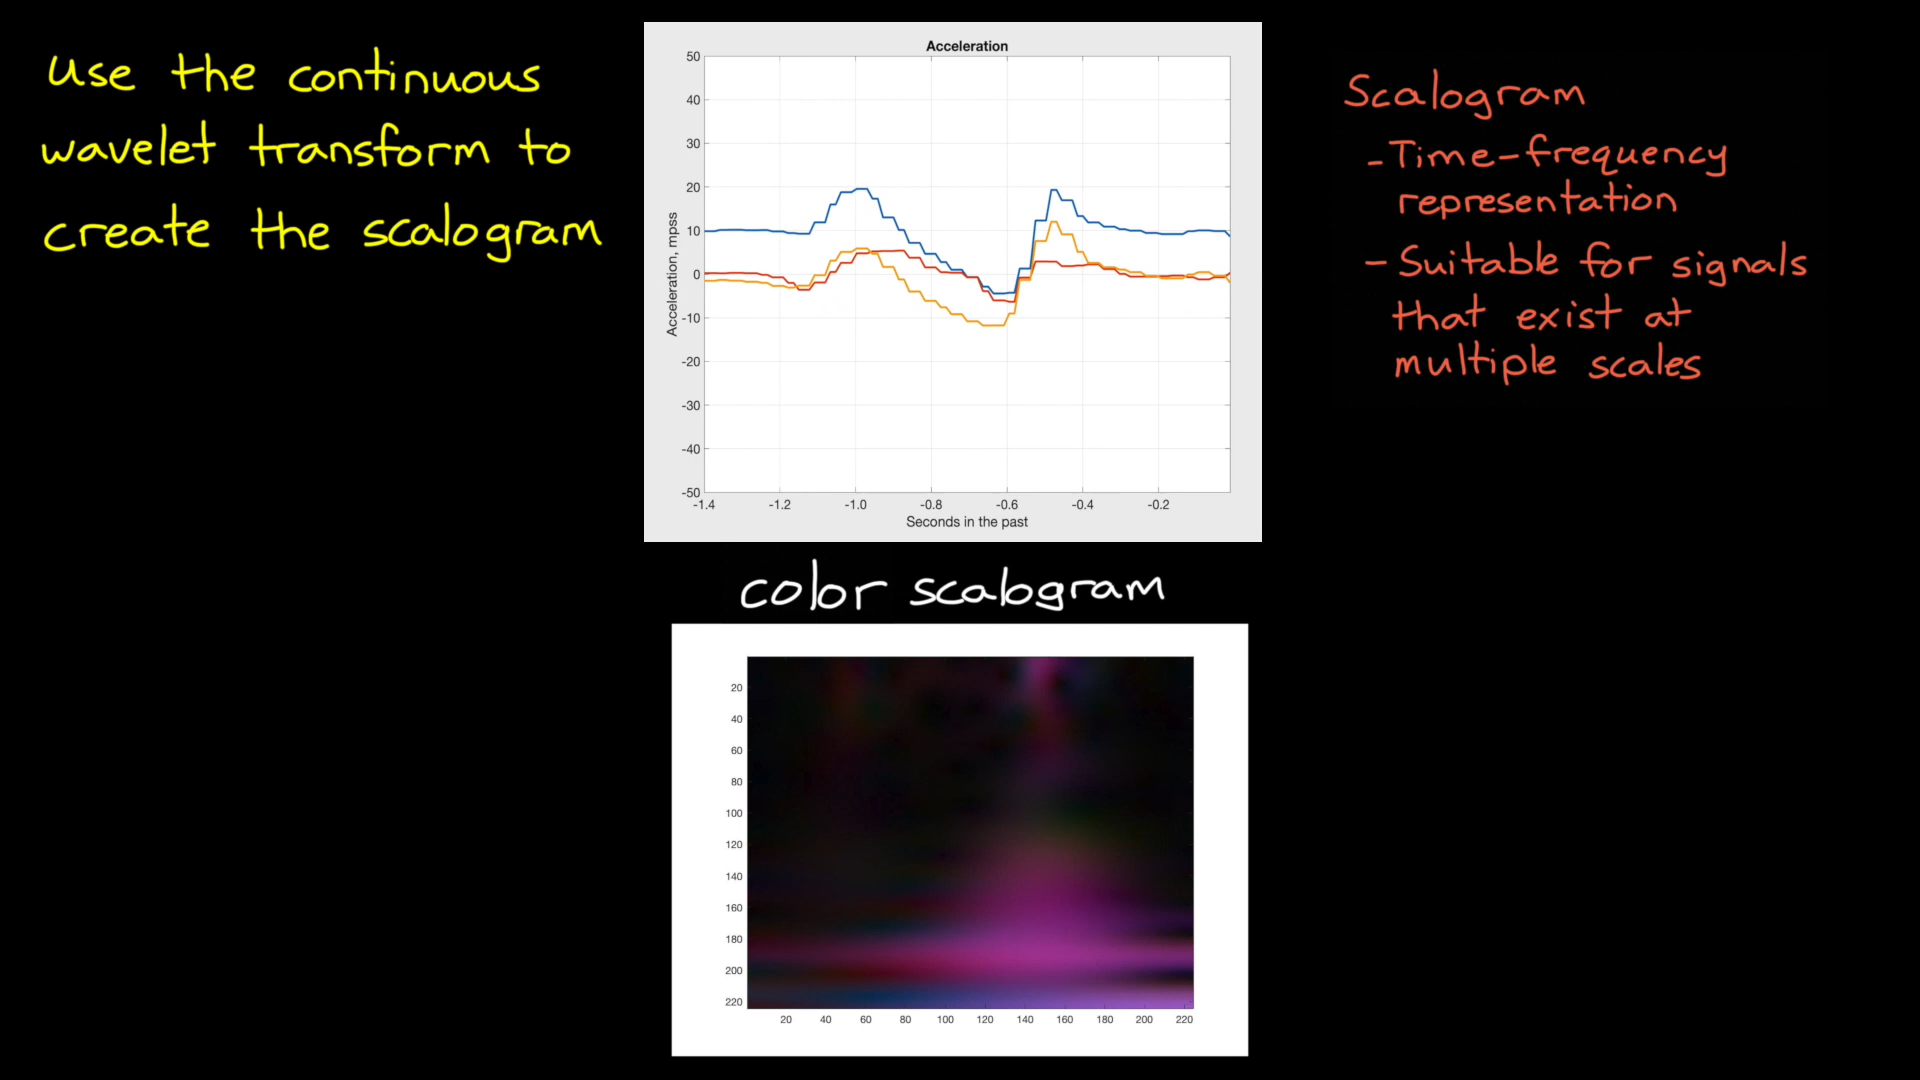 use the continuous
wavelet transform to
create the scalogram
Acceleration
50
40
30
20
10
0
-10
-20
-30
-40
-50
Acceleration, mpss
-1.4 -1.2 -1.0 -0.8 -0.6 -0.4 -0.2
Seconds in the past
Scalogram
- Time-frequency
representation
- Suitable for signals
that exist at
multiple scales
color scalogram
20
40
60
80
100
120
140
160
180
200
220
20 40 60 80 100 120 140 160 180 200 220